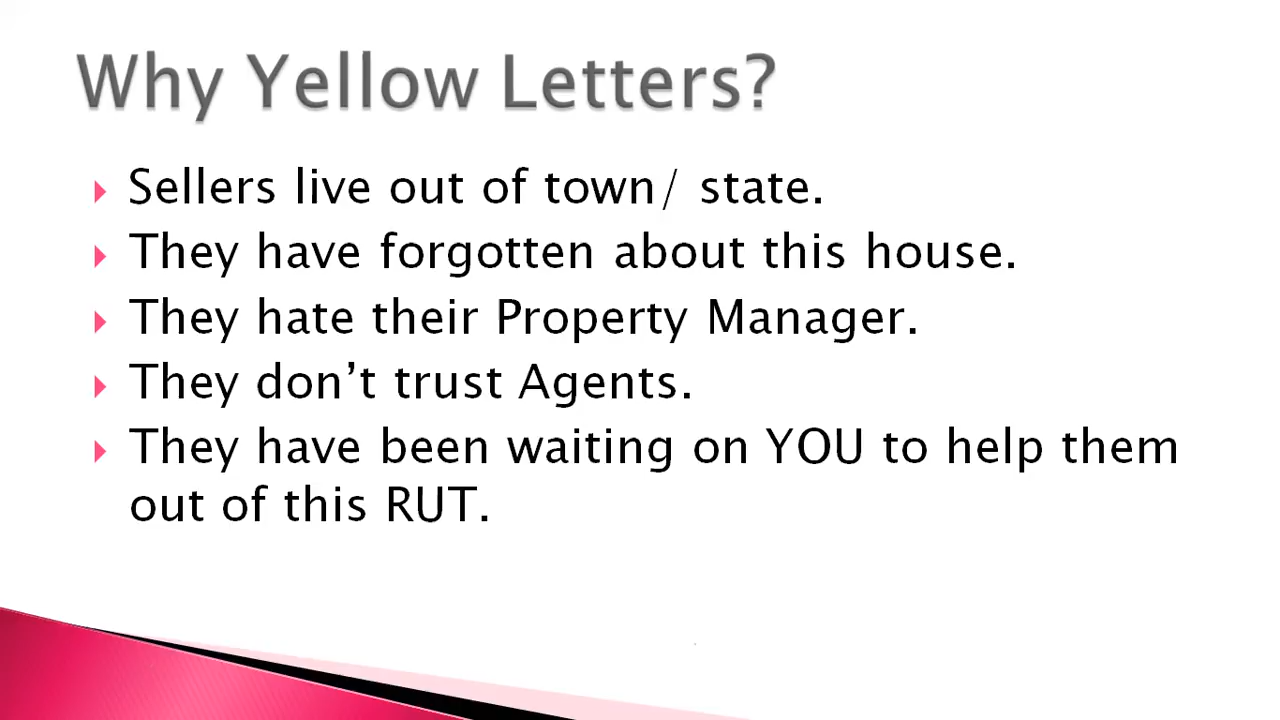 Why Yellow Letters?
Sellers live out of town/ state.
They have forgotten about this house.
They hate their Property Manager.
They don’t trust Agents.
They have been waiting on YOU to help them
out of this RUT.